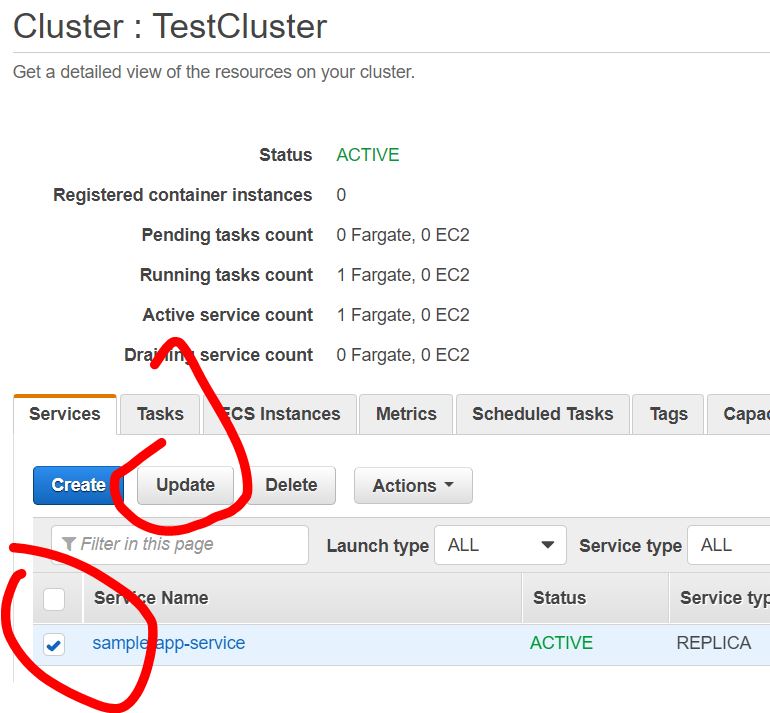 Cluster : TestCluster
Get a detailed view of the resources on your cluster.
Status ACTIVE
Registered container instances 0
Pending tasks count 0 Fargate, 0 EC2
Running tasks count 1 Fargate, 0 EC2
Active service count 1 Fargate, 0 EC2
Draining service count 0 Fargate, 0 EC2
Services Tasks ECS Instances Metrics Scheduled Tasks Tags Capac
Create Update Delete Actions
Filter in this page Launch type ALL Service type ALL
Service Name Status Service typ
sample-app-service ACTIVE REPLICA